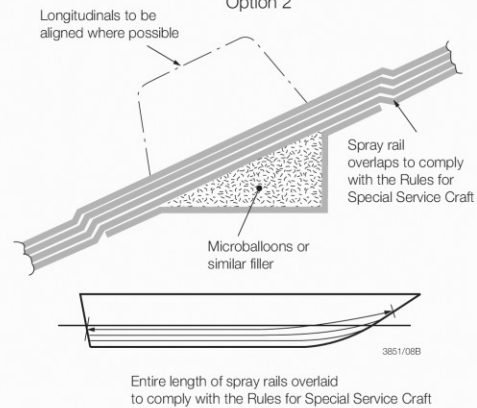 Option 2
Longitudinals to be
aligned where possible
Spray rail
overlaps to comply
with the Rules for
Special Service Craft
Microballoons or
similar filler
3851/08B
Entire length of spray rails overlaid
to comply with the Rules for Special Service Craft